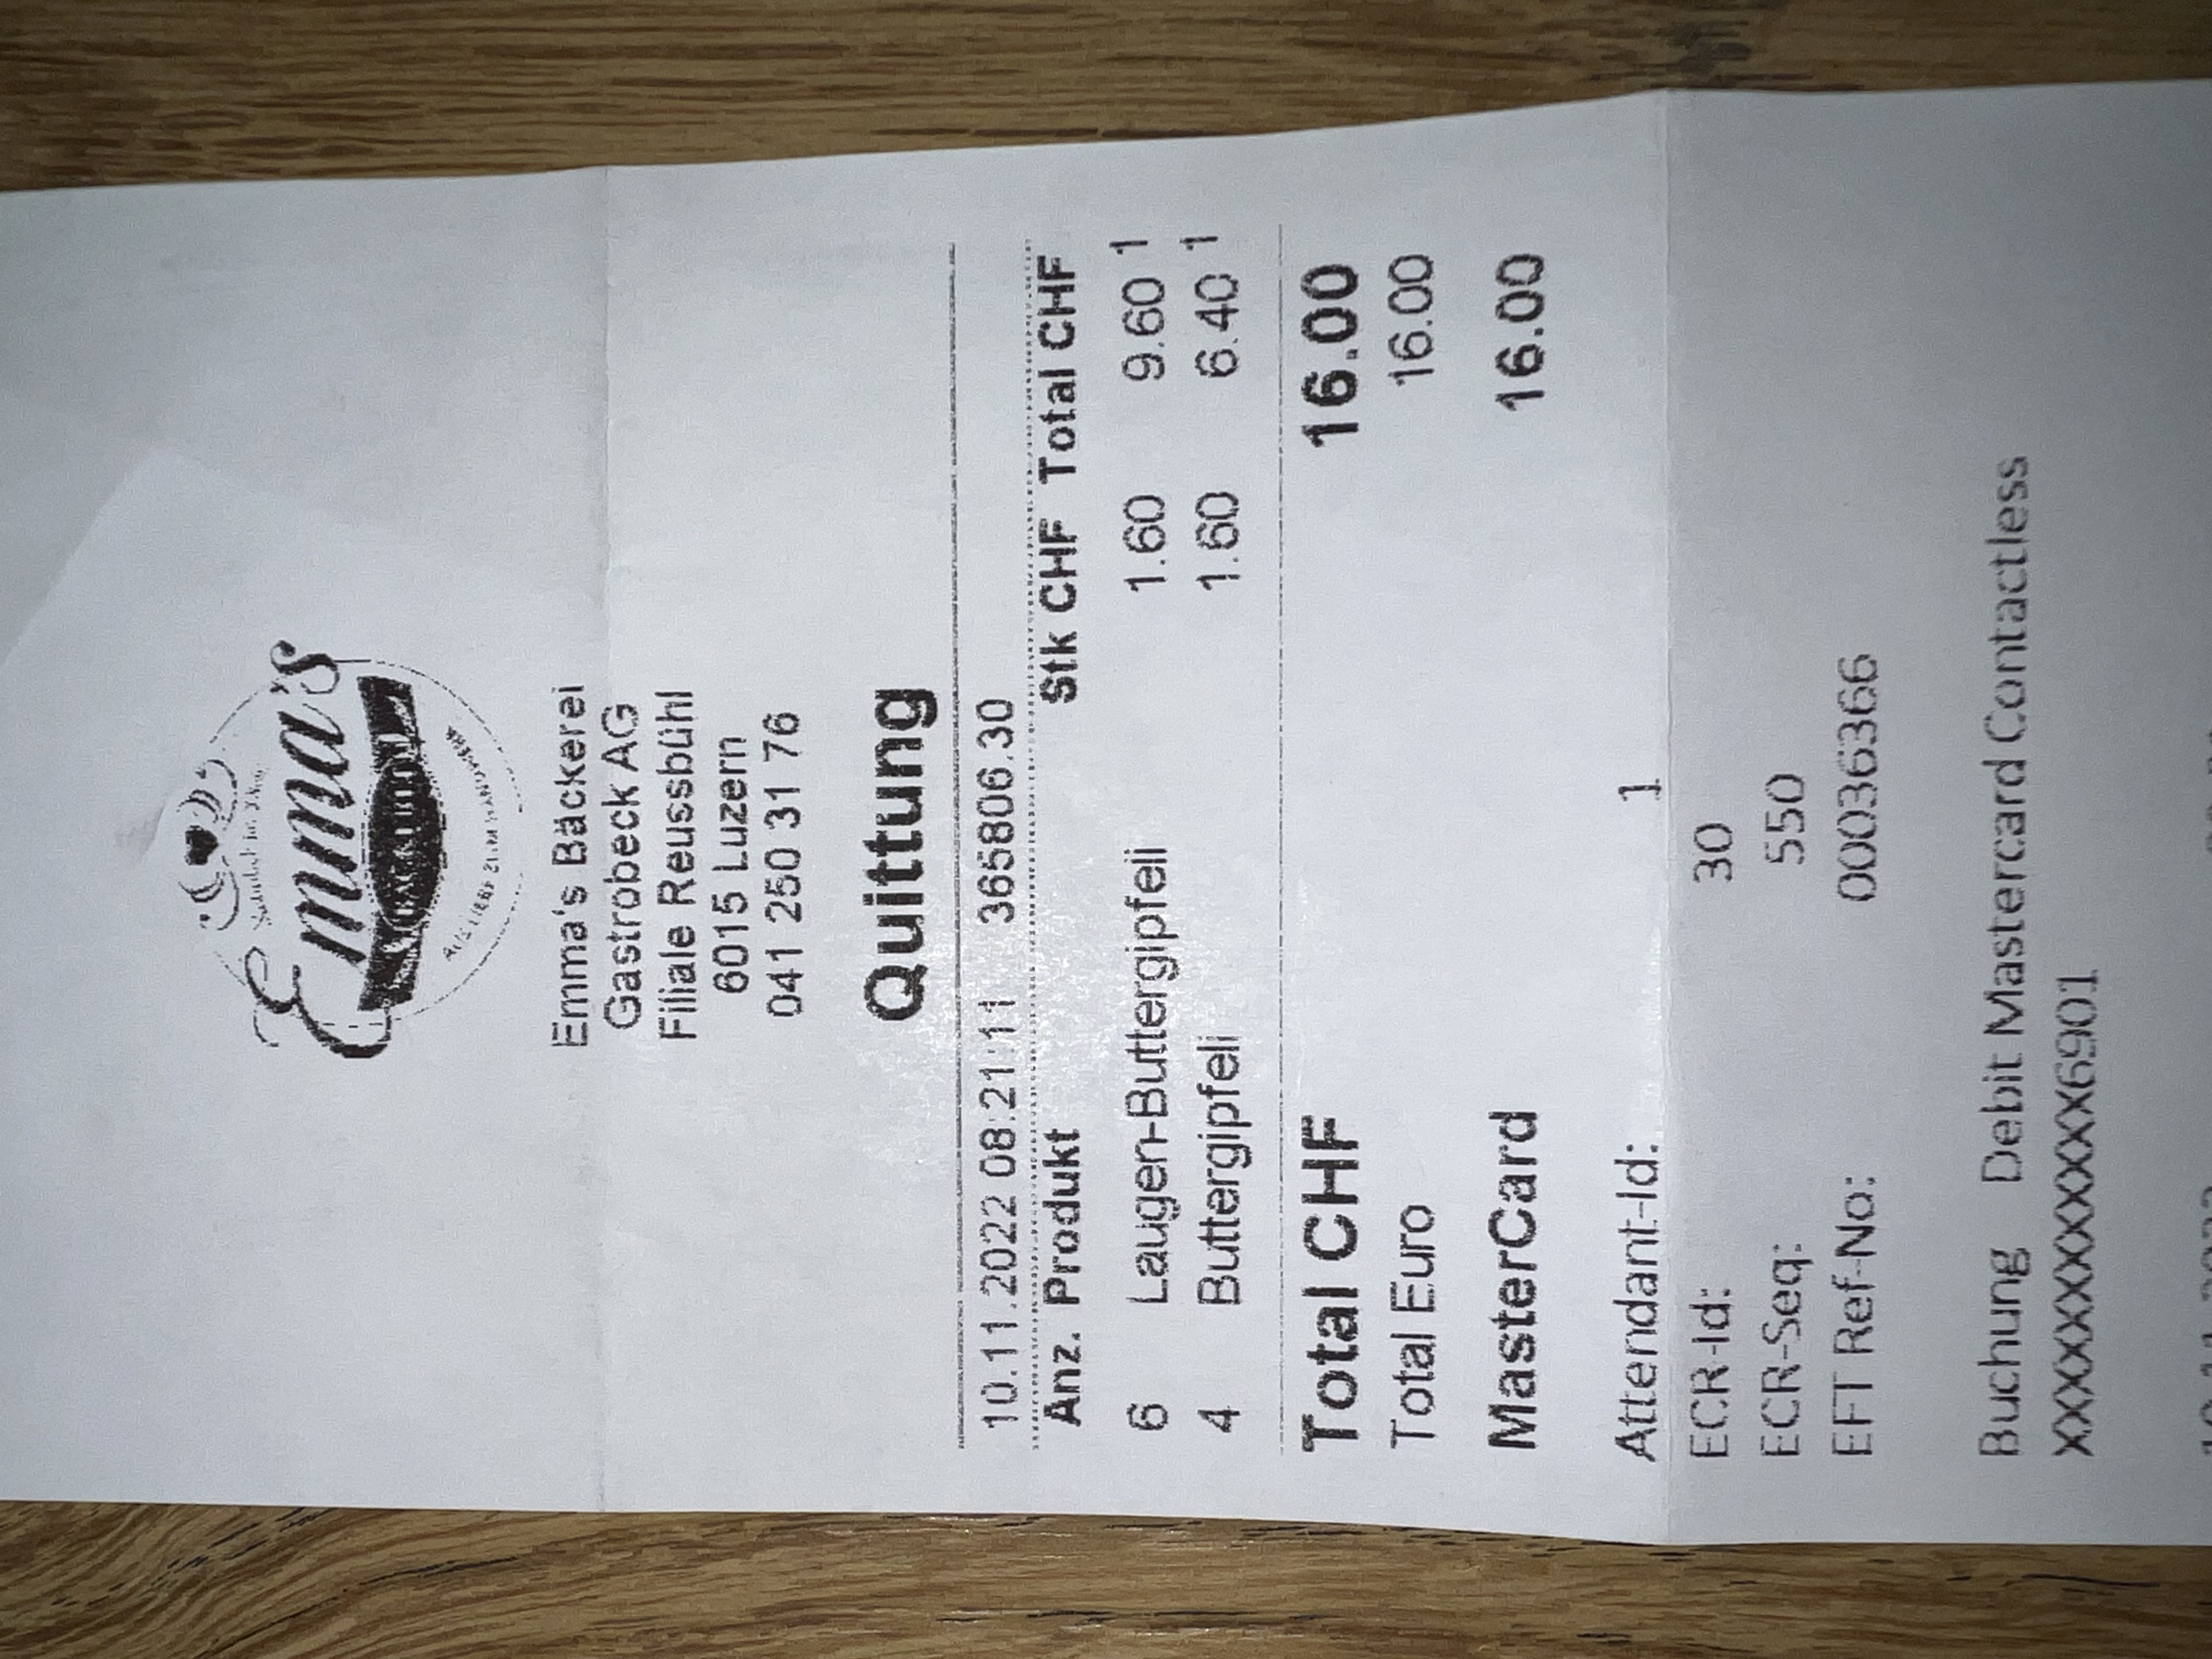 Emma's
BÄCKEREI
AUS LIEBE ZUM HANDWERK
Emma's Bäckerei
Gastrobeck AG
Filiale Reussbühl
6015 Luzern
041 250 31 76
Quittung
10.11.2022 08:21:11 365806.30
Anz. Produkt Stk CHF Total CHF
6 Laugen-Buttergipfeli 1.60 9.60 1
4 Buttergipfeli 1.60 6.40 1
Total CHF 16.00
Total Euro 16.00
MasterCard 16.00
Attendant-Id: 1
ECR-Id: 30
ECR-Seq: 550
EFT Ref-No: 00036366
Buchung Debit Mastercard Contactless
XXXXXXXXXXXX6901